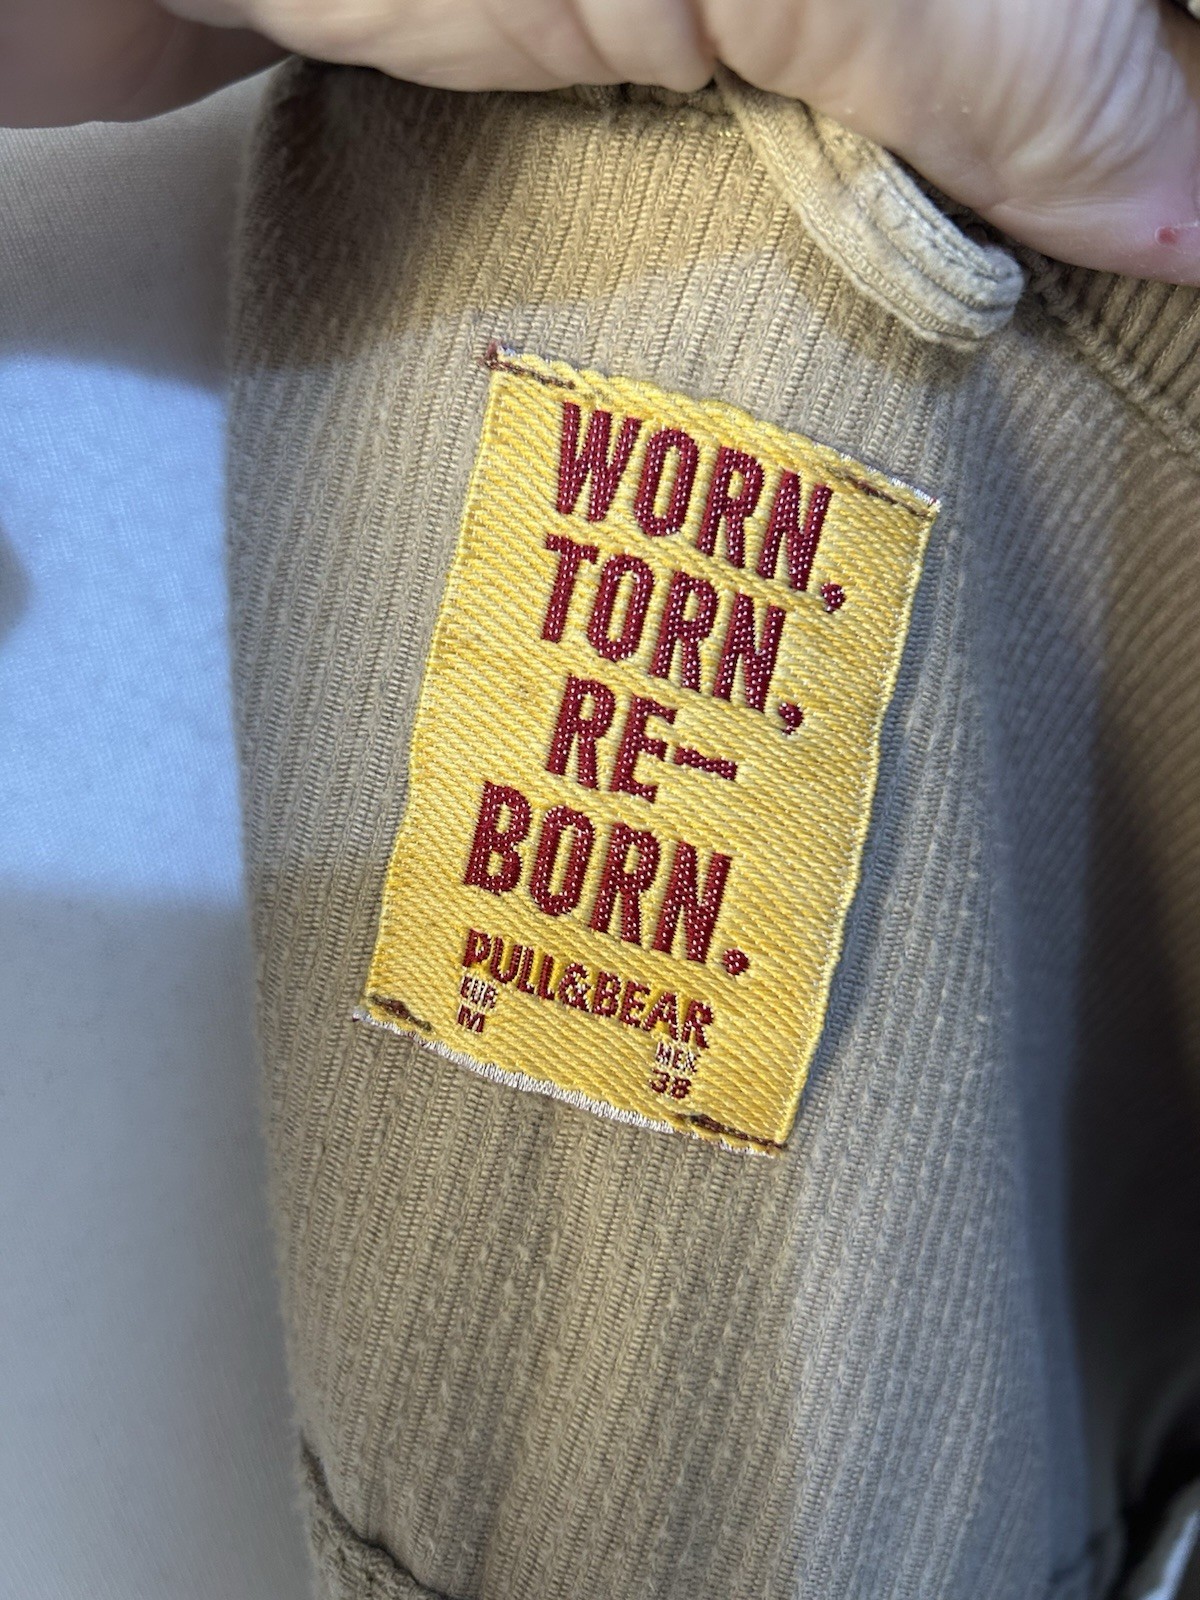 WORN,
TORN,
RE-
BORN.
PULL&BEAR
EUR MEX
M 38